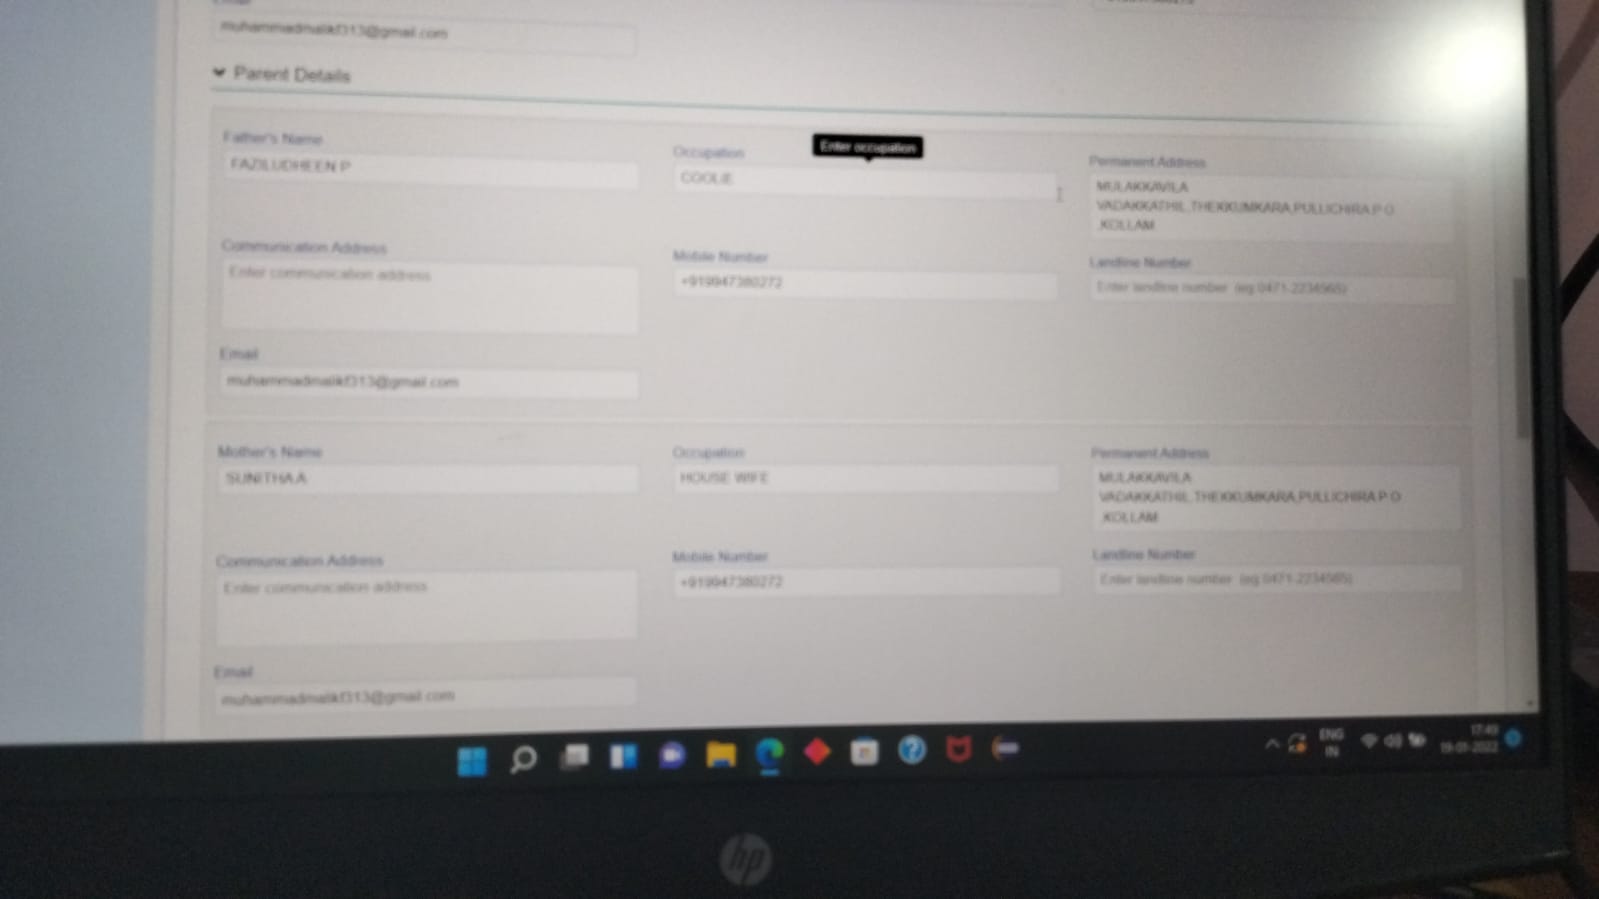 muhammadmalikf313@gmail.com
Parent Details
Father's Name
FAZILUDHEEN P
Occupation
Enter occupation
COOLIE
Permanent Address
MULAKKAVILA
VADAKKATHIL,THEKKUMKARA,PULLICHIRA P O
,KOLLAM
Communication Address
Enter communication address
Mobile Number
+919947380272
Landline Number
Enter landline number (eg:0471-2234565)
Email
muhammadmalikf313@gmail.com
Mother's Name
SUNITHA A
Occupation
HOUSE WIFE
Permanent Address
MULAKKAVILA
VADAKKATHIL,THEKKUMKARA,PULLICHIRA P O
,KOLLAM
Communication Address
Enter communication address
Mobile Number
+919947380272
Landline Number
Enter landline number (eg:0471-2234565)
Email
muhammadmalikf313@gmail.com
ENG
IN
17:49
19-01-2022
hp